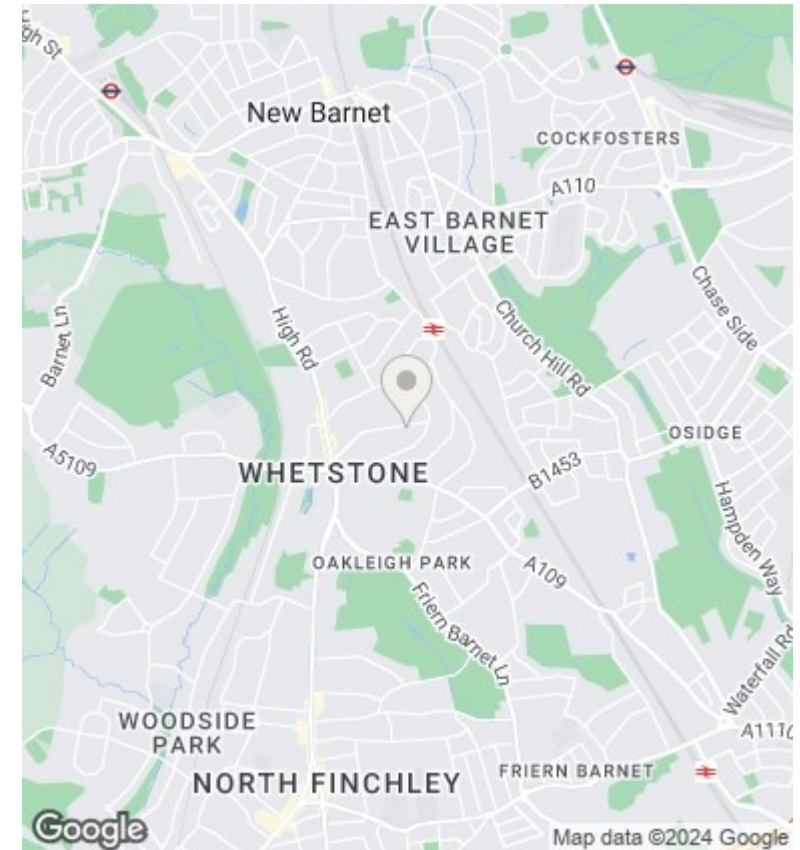 gh St
New Barnet
COCKFOSTERS
A110
EAST BARNET
VILLAGE
Chase Side
Barnet Ln
High Rd
Church Hill Rd
OSIDGE
A5109
WHETSTONE
B1453
Hampden Way
OAKLEIGH PARK
A109
Friern Barnet Ln
Waterfall Rd
WOODSIDE
PARK
A1110
NORTH FINCHLEY
FRIERN BARNET
Google
Map data ©2024 Google